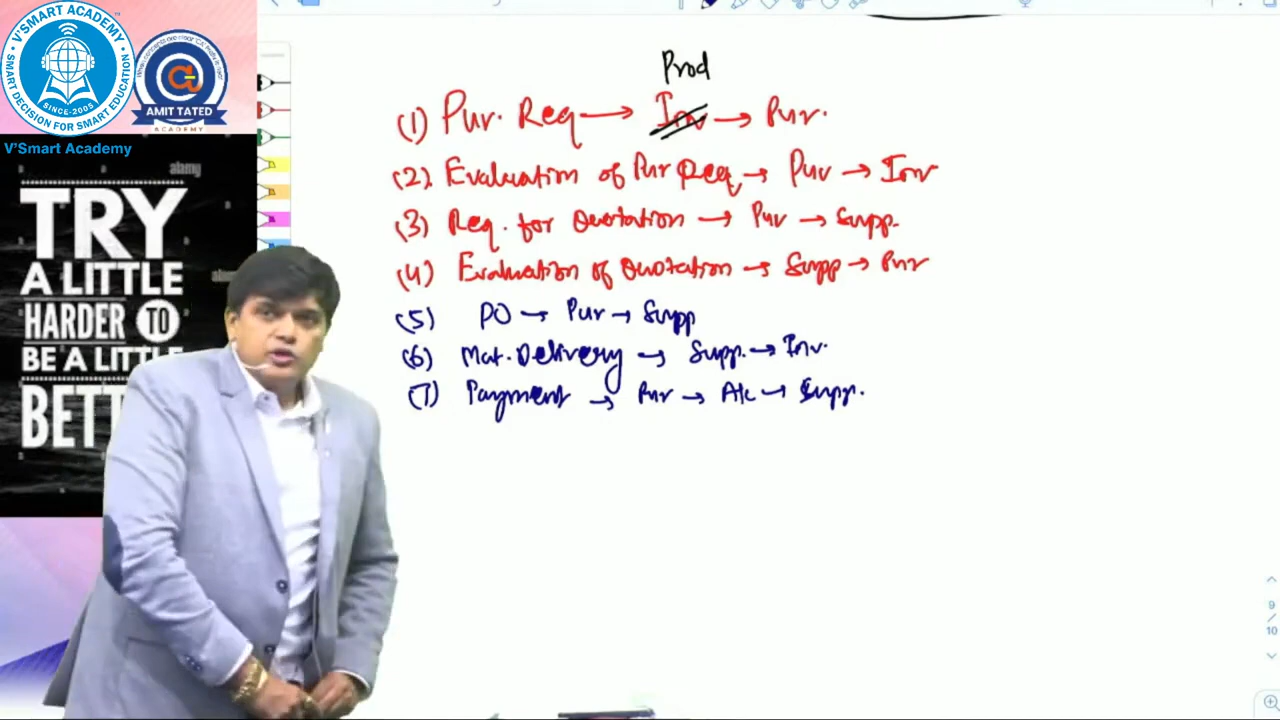 V'SMART ACADEMY
SMART DECISION FOR SMART EDUCATION
SINCE-2005
AMIT TATED
ACADEMY
V'Smart Academy
alamy
TRY
A LITTLE
HARDER TO
BE A LITTLE
BETT
Prod
(1) Pur. Req → Inv → Pur.
(2). Evaluation of Pur Req → Pur → Inv
(3) Req. for Quotation → Pur → Supp.
(4) Evaluation of Quotation → Supp → Pur
(5) PO → Pur → Supp
(6) Mat. Delivery → Supp. → Inv.
(7) Payment → Pur → A/c → Supp.
9
/
10